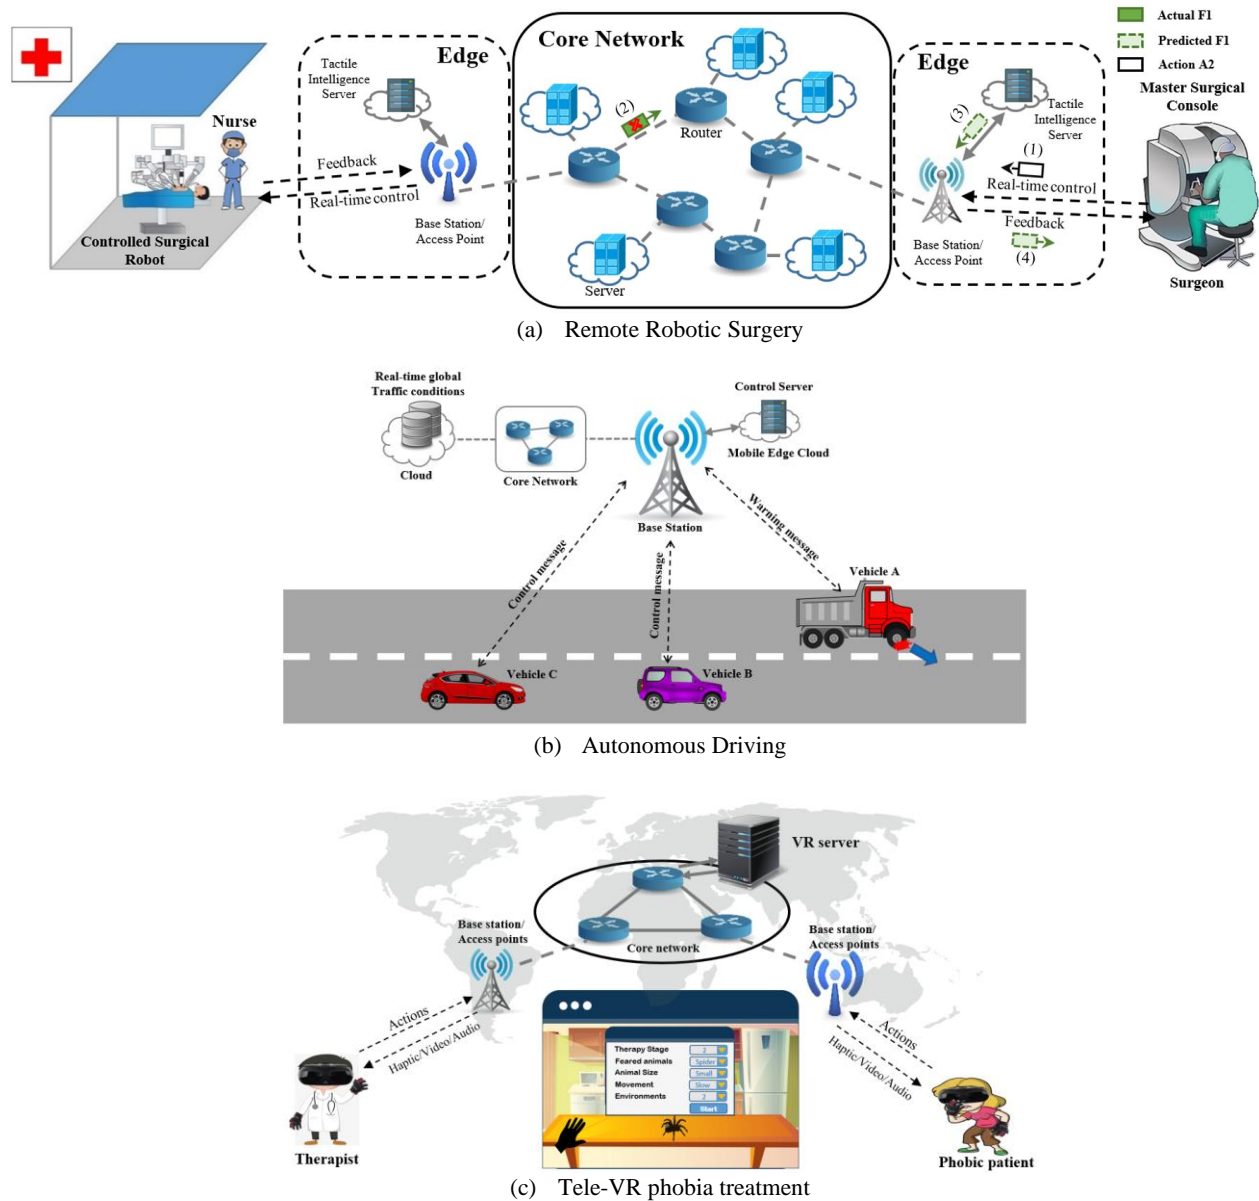 Actual F1
Predicted F1
Action A2
Edge
Core Network
Edge
Tactile
Intelligence
Server
Nurse
Feedback
Real-time control
Base Station/
Access Point
Controlled Surgical
Robot
(2)
Router
Server
(3)
Tactile
Intelligence
Server
(1)
Real-time control
Feedback
(4)
Base Station/
Access Point
Master Surgical
Console
Surgeon
(a) Remote Robotic Surgery
Real-time global
Traffic conditions
Cloud
Core Network
Control Server
Mobile Edge Cloud
Base Station
Control message
Control message
Warning message
Vehicle A
Vehicle B
Vehicle C
(b) Autonomous Driving
VR server
Base station/
Access points
Core network
Base station/
Access points
Actions
Haptic/Video/Audio
Actions
Haptic/Video/Audio
Therapy Stage 2
Feared animals Spider
Animal Size Small
Movement Slow
Environments 2
Start
Therapist
Phobic patient
(c) Tele-VR phobia treatment